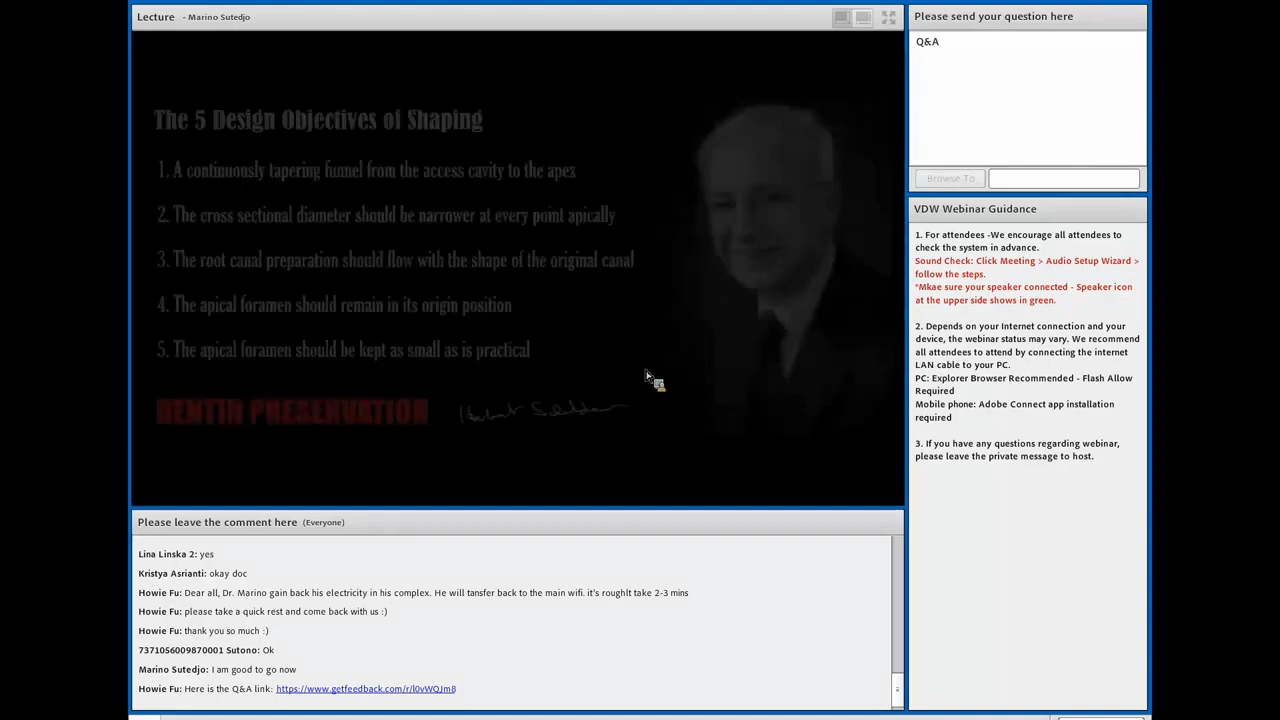 Lecture - Marino Sutedjo
The 5 Design Objectives of Shaping
1. A continuously tapering funnel from the access cavity to the apex
2. The cross sectional diameter should be narrower at every point apically
3. The root canal preparation should flow with the shape of the original canal
4. The apical foramen should remain in its origin position
5. The apical foramen should be kept as small as is practical
DENTIN PRESERVATION
Please leave the comment here (Everyone)
Lina Linska 2: yes
Kristya Asrianti: okay doc
Howie Fu: Dear all, Dr. Marino gain back his electricity in his complex. He will tansfer back to the main wifi. it's roughlt take 2-3 mins
Howie Fu: please take a quick rest and come back with us :)
Howie Fu: thank you so much :)
7371056009870001 Sutono: Ok
Marino Sutedjo: I am good to go now
Howie Fu: Here is the Q&A link: https://www.getfeedback.com/r/l0vWQJm8
Please send your question here
Q&A
Browse To
VDW Webinar Guidance
1. For attendees -We encourage all attendees to
check the system in advance.
Sound Check: Click Meeting > Audio Setup Wizard >
follow the steps.
*Mkae sure your speaker connected - Speaker icon
at the upper side shows in green.
2. Depends on your Internet connection and your
device, the webinar status may vary. We recommend
all attendees to attend by connecting the internet
LAN cable to your PC.
PC: Explorer Browser Recommended - Flash Allow
Required
Mobile phone: Adobe Connect app installation
required
3. If you have any questions regarding webinar,
please leave the private message to host.